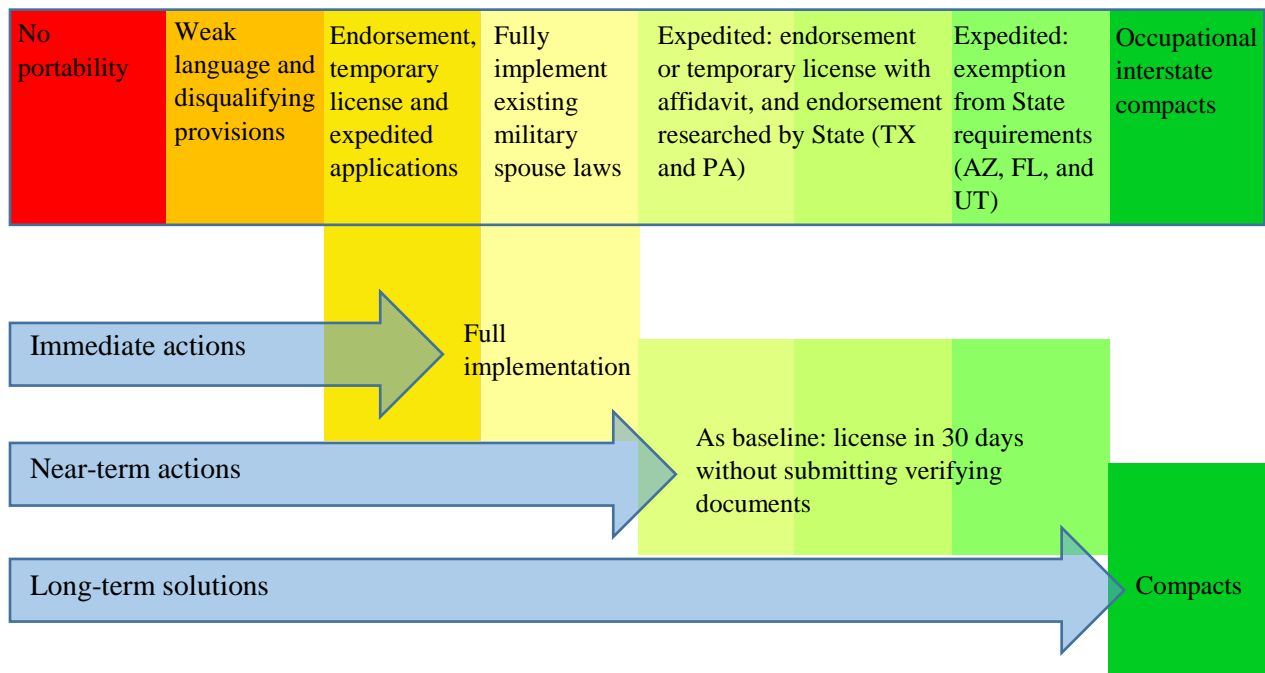 No
portability
Weak
language and
disqualifying
provisions
Endorsement,
temporary
license and
expedited
applications
Fully
implement
existing
military
spouse laws
Expedited: endorsement
or temporary license with
affidavit, and endorsement
researched by State (TX
and PA)
Expedited:
exemption
from State
requirements
(AZ, FL, and
UT)
Occupational
interstate
compacts
Immediate actions
Full
implementation
Near-term actions
As baseline: license in 30 days
without submitting verifying
documents
Long-term solutions
Compacts